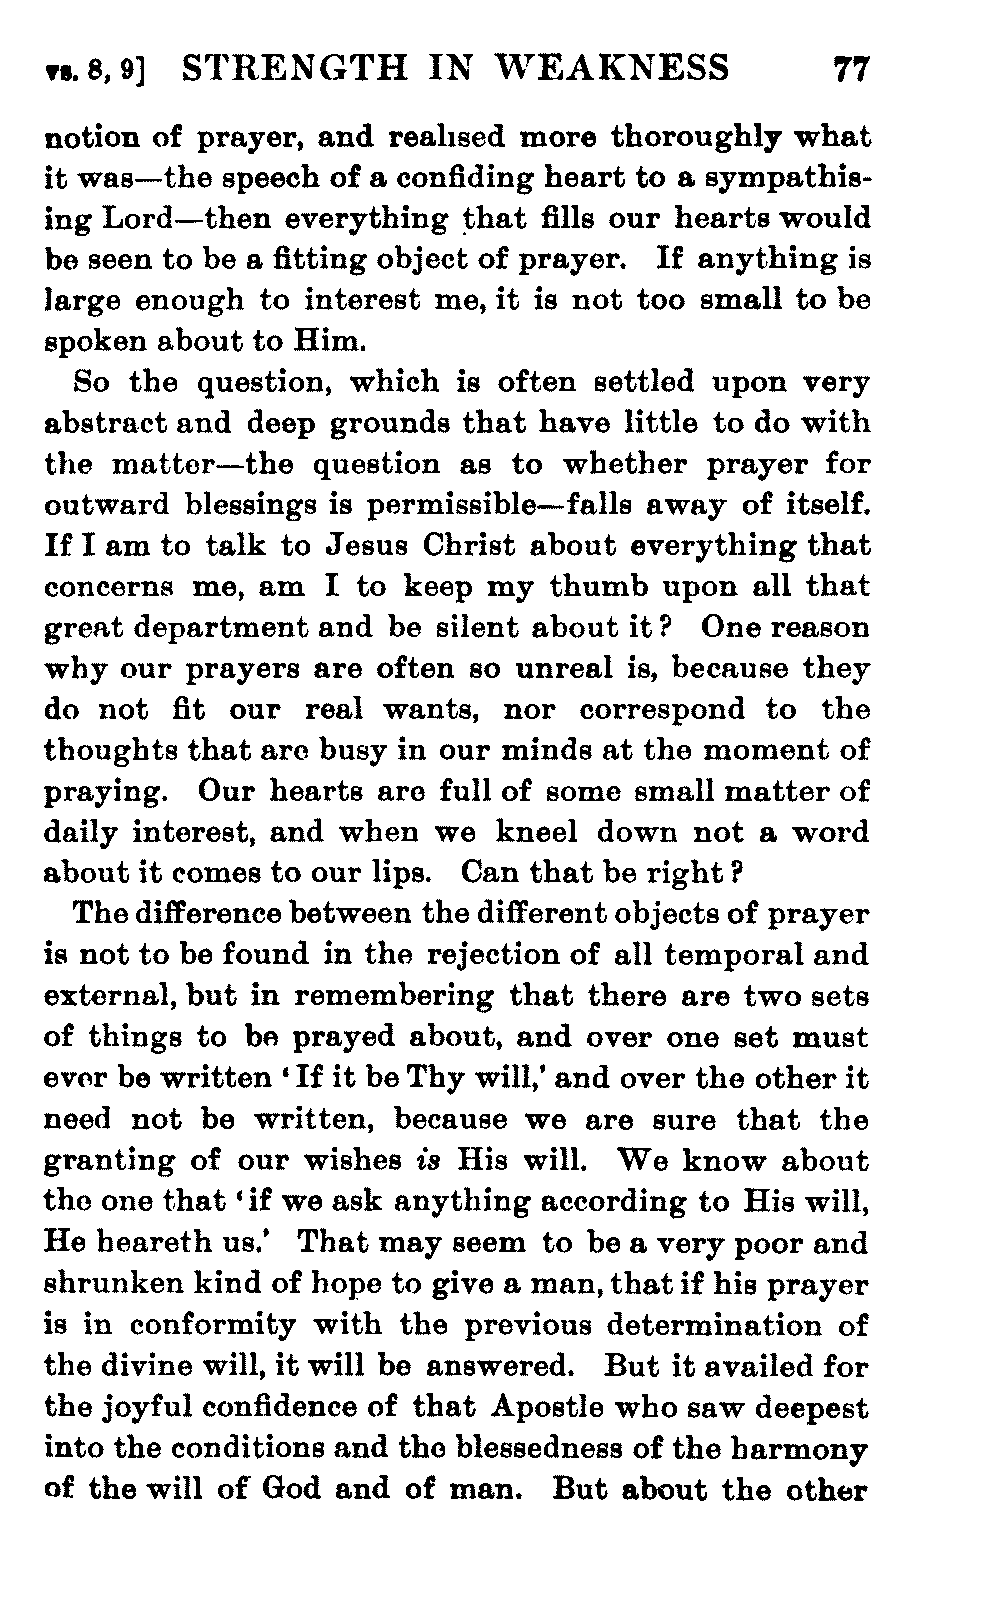 vs. 8, 9] STRENGTH IN WEAKNESS 77
notion of prayer, and realised more thoroughly what
it was—the speech of a confiding heart to a sympathis-
ing Lord—then everything that fills our hearts would
be seen to be a fitting object of prayer. If anything is
large enough to interest me, it is not too small to be
spoken about to Him.
So the question, which is often settled upon very
abstract and deep grounds that have little to do with
the matter—the question as to whether prayer for
outward blessings is permissible—falls away of itself.
If I am to talk to Jesus Christ about everything that
concerns me, am I to keep my thumb upon all that
great department and be silent about it? One reason
why our prayers are often so unreal is, because they
do not fit our real wants, nor correspond to the
thoughts that are busy in our minds at the moment of
praying. Our hearts are full of some small matter of
daily interest, and when we kneel down not a word
about it comes to our lips. Can that be right?
The difference between the different objects of prayer
is not to be found in the rejection of all temporal and
external, but in remembering that there are two sets
of things to be prayed about, and over one set must
ever be written ‘If it be Thy will,’ and over the other it
need not be written, because we are sure that the
granting of our wishes is His will. We know about
the one that ‘if we ask anything according to His will,
He heareth us.’ That may seem to be a very poor and
shrunken kind of hope to give a man, that if his prayer
is in conformity with the previous determination of
the divine will, it will be answered. But it availed for
the joyful confidence of that Apostle who saw deepest
into the conditions and the blessedness of the harmony
of the will of God and of man. But about the other